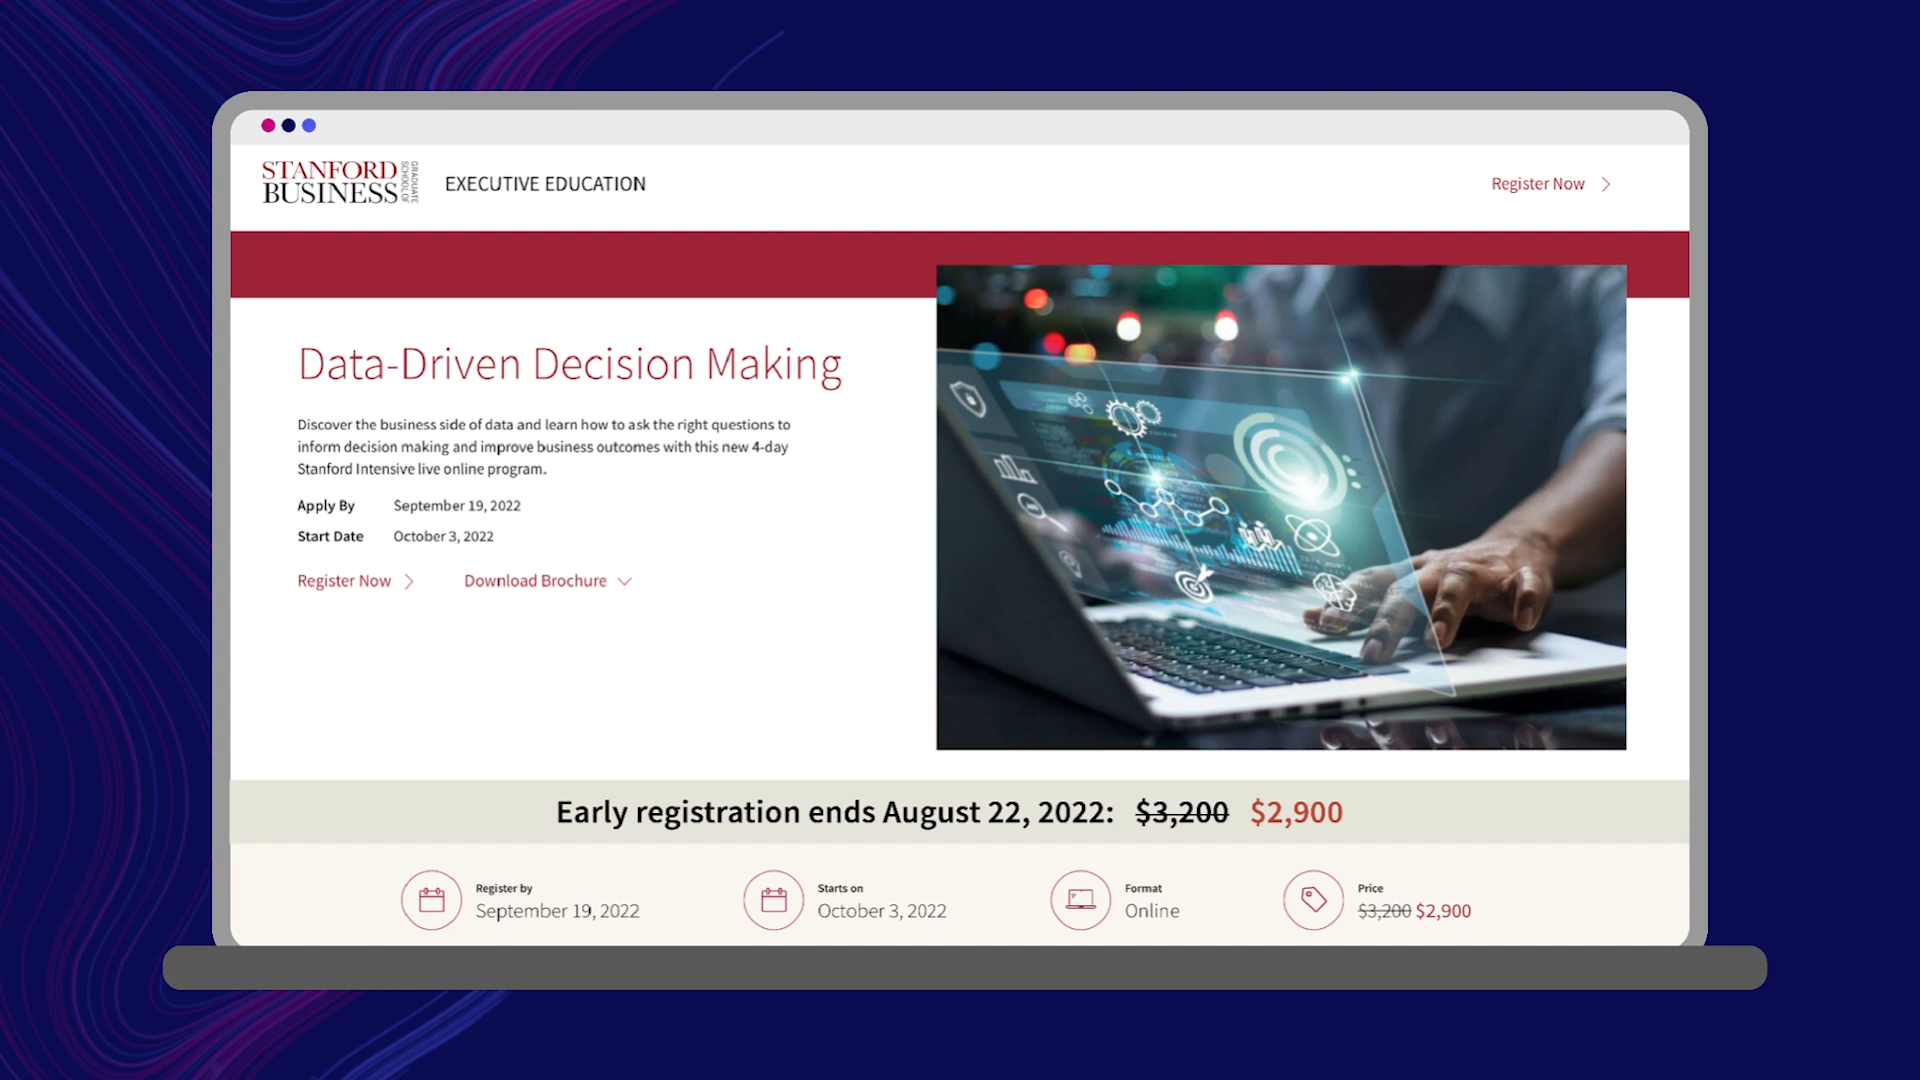 STANFORD
BUSINESS
GRADUATE
SCHOOL OF
EXECUTIVE EDUCATION
Register Now
Data-Driven Decision Making
Discover the business side of data and learn how to ask the right questions to
inform decision making and improve business outcomes with this new 4-day
Stanford Intensive live online program.
Apply By September 19, 2022
Start Date October 3, 2022
Register Now Download Brochure
Early registration ends August 22, 2022: $3,200 $2,900
Register by
September 19, 2022
Starts on
October 3, 2022
Format
Online
Price
$3,200 $2,900